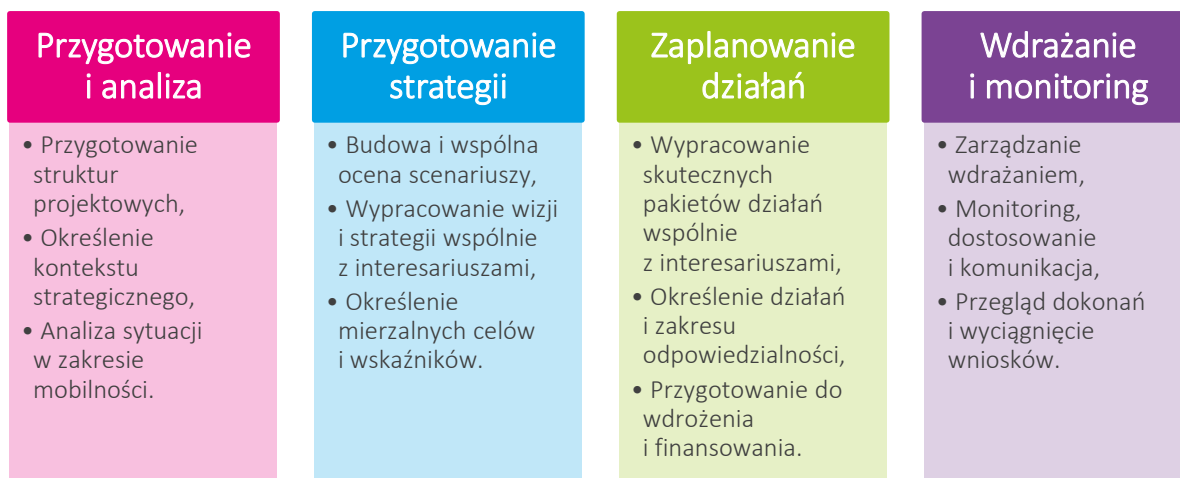 Przygotowanie
i analiza
• Przygotowanie
struktur
projektowych,
• Określenie
kontekstu
strategicznego,
• Analiza sytuacji
w zakresie
mobilności.
Przygotowanie
strategii
• Budowa i wspólna
ocena scenariuszy,
• Wypracowanie wizji
i strategii wspólnie
z interesariuszami,
• Określenie
mierzalnych celów
i wskaźników.
Zaplanowanie
działań
• Wypracowanie
skutecznych
pakietów działań
wspólnie
z interesariuszami,
• Określenie działań
i zakresu
odpowiedzialności,
• Przygotowanie do
wdrożenia
i finansowania.
Wdrażanie
i monitoring
• Zarządzanie
wdrażaniem,
• Monitoring,
dostosowanie
i komunikacja,
• Przegląd dokonań
i wyciągnięcie
wniosków.